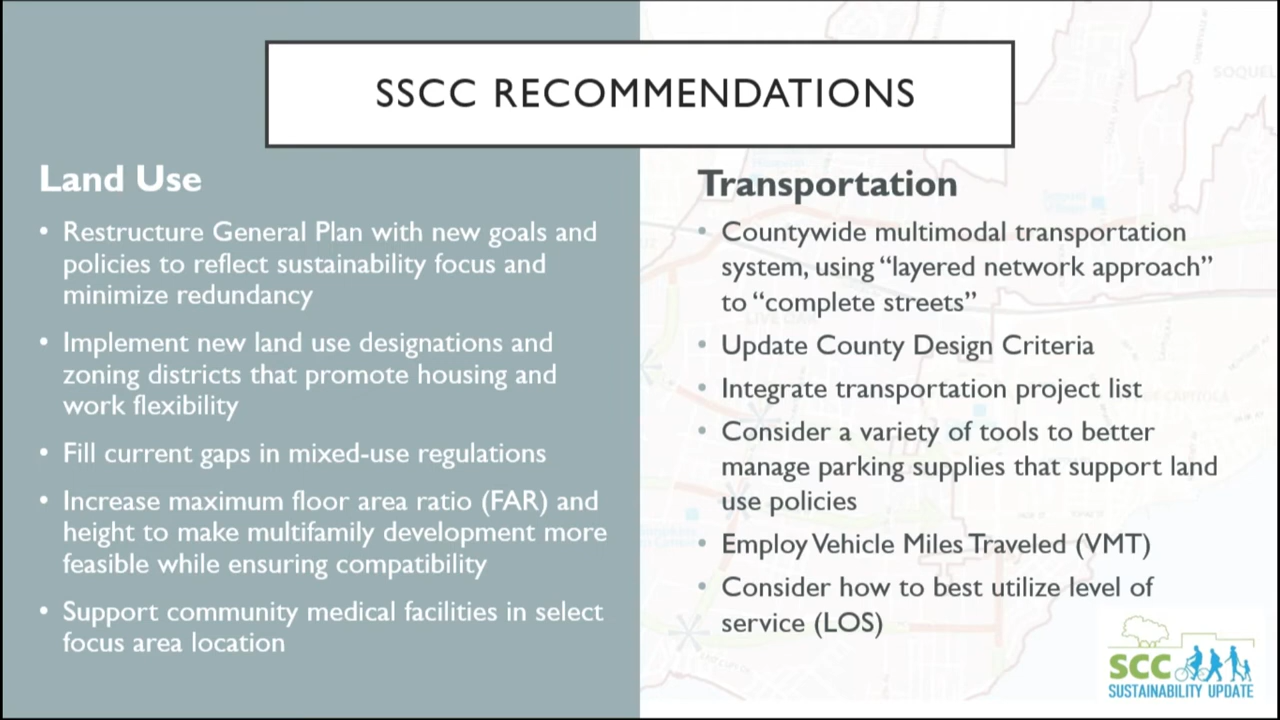 SSCC RECOMMENDATIONS
Land Use
• Restructure General Plan with new goals and
policies to reflect sustainability focus and
minimize redundancy
• Implement new land use designations and
zoning districts that promote housing and
work flexibility
• Fill current gaps in mixed-use regulations
• Increase maximum floor area ratio (FAR) and
height to make multifamily development more
feasible while ensuring compatibility
• Support community medical facilities in select
focus area location
Transportation
• Countywide multimodal transportation
system, using “layered network approach”
to “complete streets”
• Update County Design Criteria
• Integrate transportation project list
• Consider a variety of tools to better
manage parking supplies that support land
use policies
• Employ Vehicle Miles Traveled (VMT)
• Consider how to best utilize level of
service (LOS)
SOQUEL
LIVE OAK
SCC
SUSTAINABILITY UPDATE